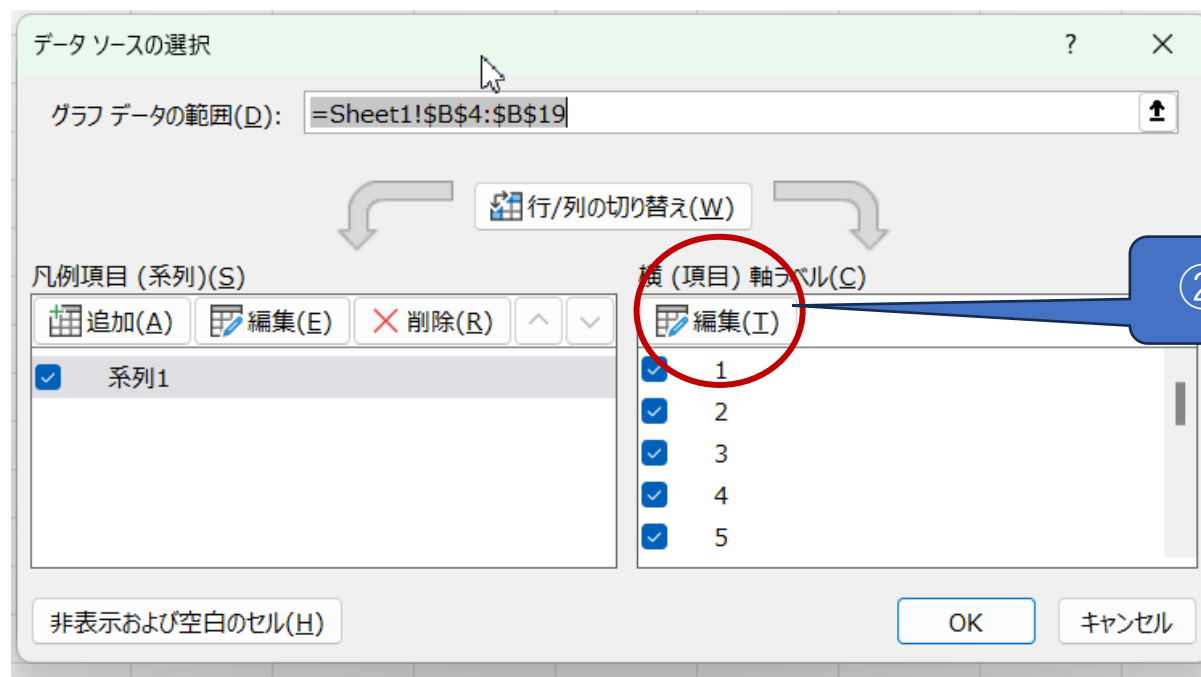 データ ソースの選択
?
グラフ データの範囲(D):
=Sheet1!$B$4:$B$19
行/列の切り替え(W)
凡例項目 (系列)(S)
横 (項目) 軸ラベル(C)
追加(A)
編集(E)
削除(R)
編集(T)
②
系列1
1
2
3
4
5
非表示および空白のセル(H)
OK
キャンセル